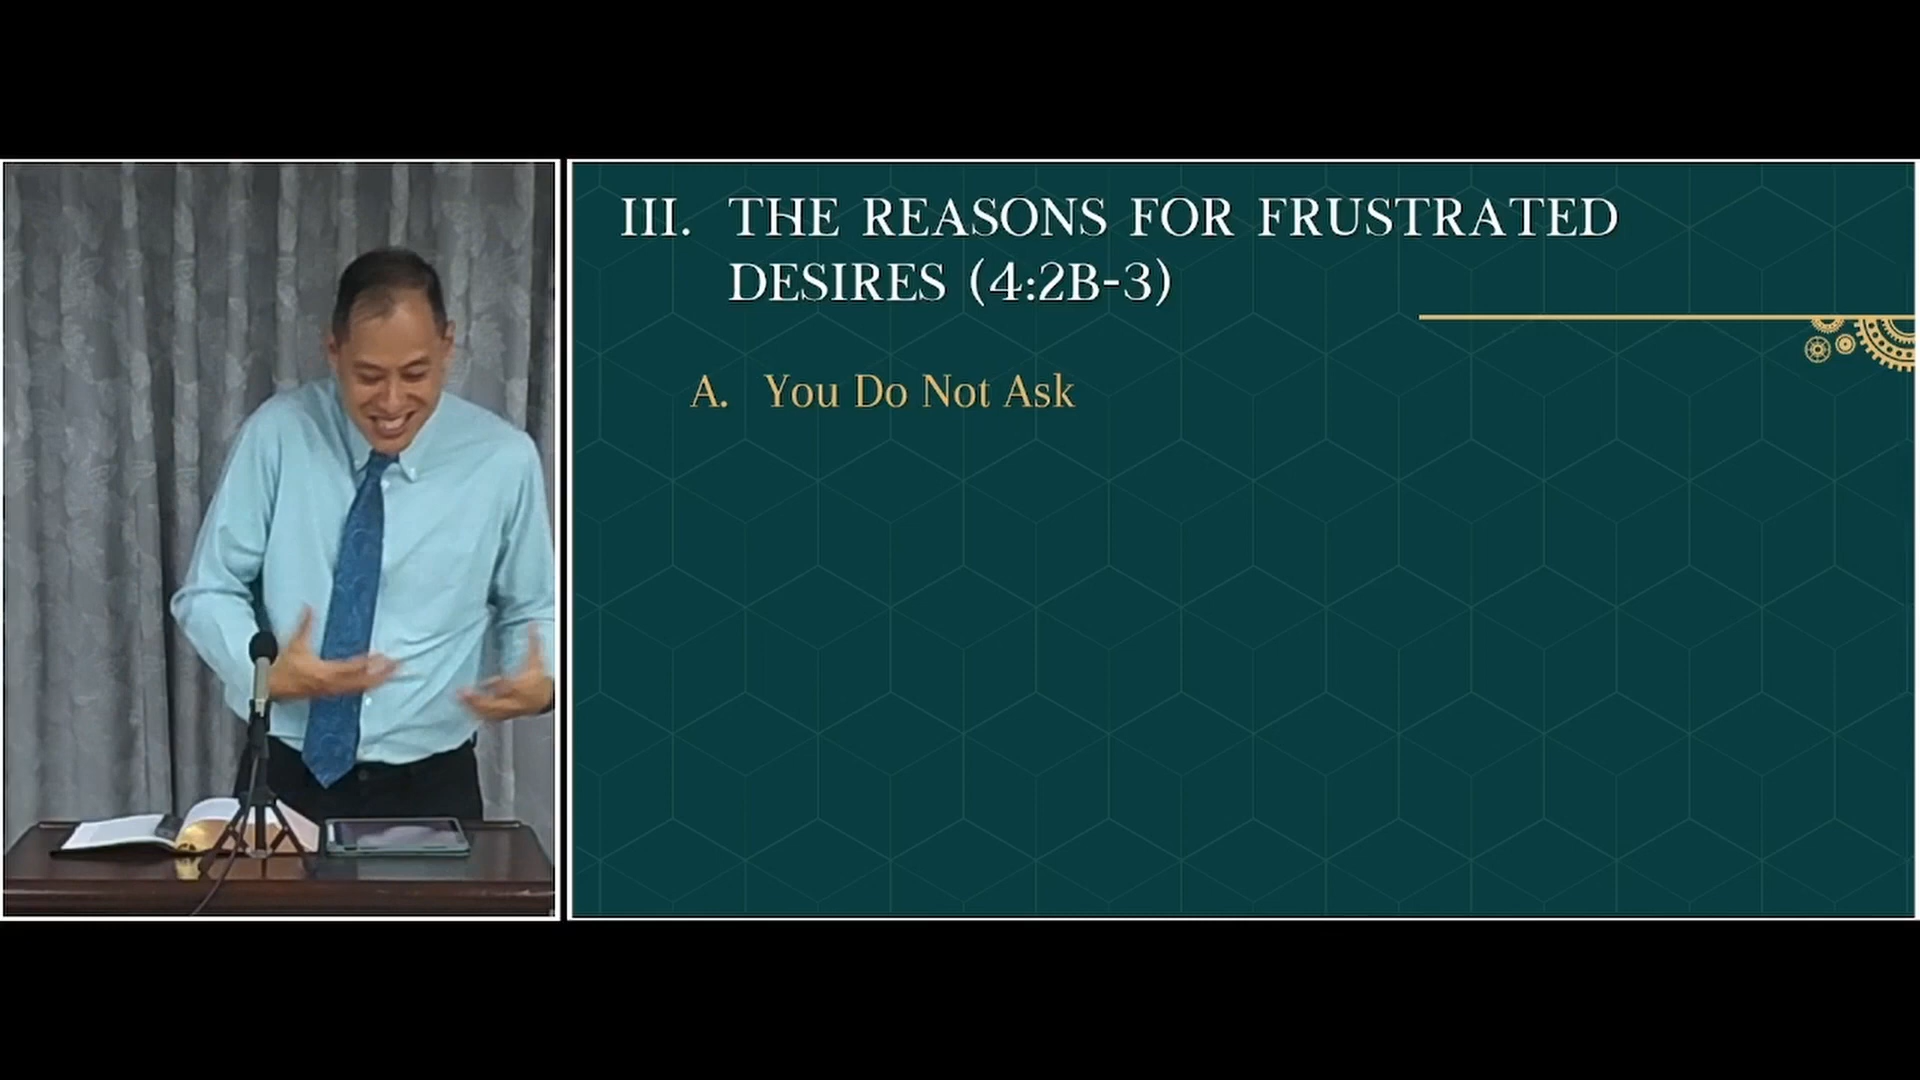 III. THE REASONS FOR FRUSTRATED
DESIRES (4:2B-3)
A. You Do Not Ask